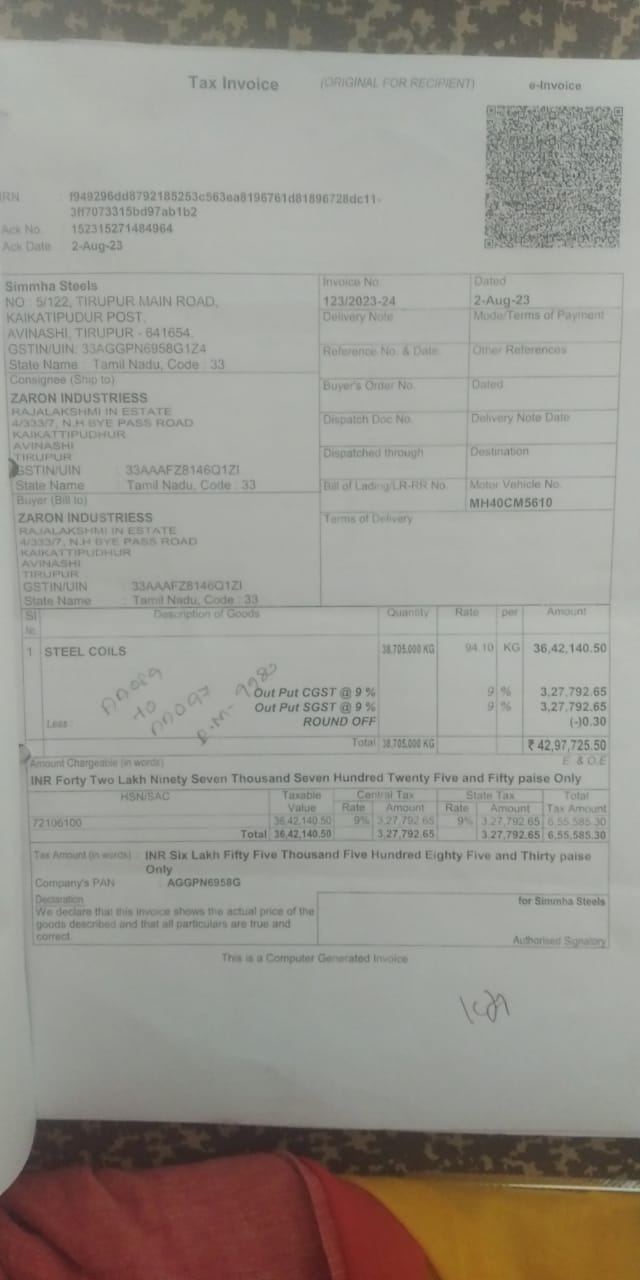 Tax Invoice (ORIGINAL FOR RECIPIENT) e-Invoice
IRN : f949296dd8792185253c563ea8196761d81896728dc11-
3ff7073315bd97ab1b2
Ack No. : 152315271484964
Ack Date : 2-Aug-23
Simmha Steels
NO : 5/122, TIRUPUR MAIN ROAD,
KAIKATIPUDUR POST,
AVINASHI, TIRUPUR - 641654.
GSTIN/UIN: 33AGGPN6958G1Z4
State Name : Tamil Nadu, Code : 33
Invoice No. Dated
123/2023-24 2-Aug-23
Delivery Note Mode/Terms of Payment
Reference No. & Date. Other References
Consignee (Ship to)
ZARON INDUSTRIESS
RAJALAKSHMI IN ESTATE
4/333/7, N.H BYE PASS ROAD
KAIKATTIPUDHUR
AVINASHI
TIRUPUR
GSTIN/UIN : 33AAAFZ8146Q1ZI
State Name : Tamil Nadu, Code : 33
Buyer's Order No. Dated
Dispatch Doc No. Delivery Note Date
Dispatched through Destination
Bill of Lading/LR-RR No. Motor Vehicle No.
MH40CM5610
Buyer (Bill to)
ZARON INDUSTRIESS
RAJALAKSHMI IN ESTATE
4/333/7, N.H BYE PASS ROAD
KAIKATTIPUDHUR
AVINASHI
TIRUPUR
GSTIN/UIN : 33AAAFZ8146Q1ZI
State Name : Tamil Nadu, Code : 33
Terms of Delivery
Sl No. Description of Goods Quantity Rate per Amount
1 STEEL COILS 38,705.000 KG 94.10 KG 36,42,140.50
Out Put CGST @ 9 % 9 % 3,27,792.65
Out Put SGST @ 9 % 9 % 3,27,792.65
Less : ROUND OFF (-)0.30
TO
Total 38,705.000 KG ₹ 42,97,725.50
Amount Chargeable (in words) E. & O.E
INR Forty Two Lakh Ninety Seven Thousand Seven Hundred Twenty Five and Fifty paise Only
HSN/SAC Taxable Central Tax State Tax Total
Value Rate Amount Rate Amount Tax Amount
72106100 36,42,140.50 9% 3,27,792.65 9% 3,27,792.65 6,55,585.30
Total 36,42,140.50 3,27,792.65 3,27,792.65 6,55,585.30
Tax Amount (in words) : INR Six Lakh Fifty Five Thousand Five Hundred Eighty Five and Thirty paise
Only
Company's PAN : AGGPN6958G
Declaration
We declare that this invoice shows the actual price of the
goods described and that all particulars are true and
correct.
for Simmha Steels
Authorised Signatory
This is a Computer Generated Invoice